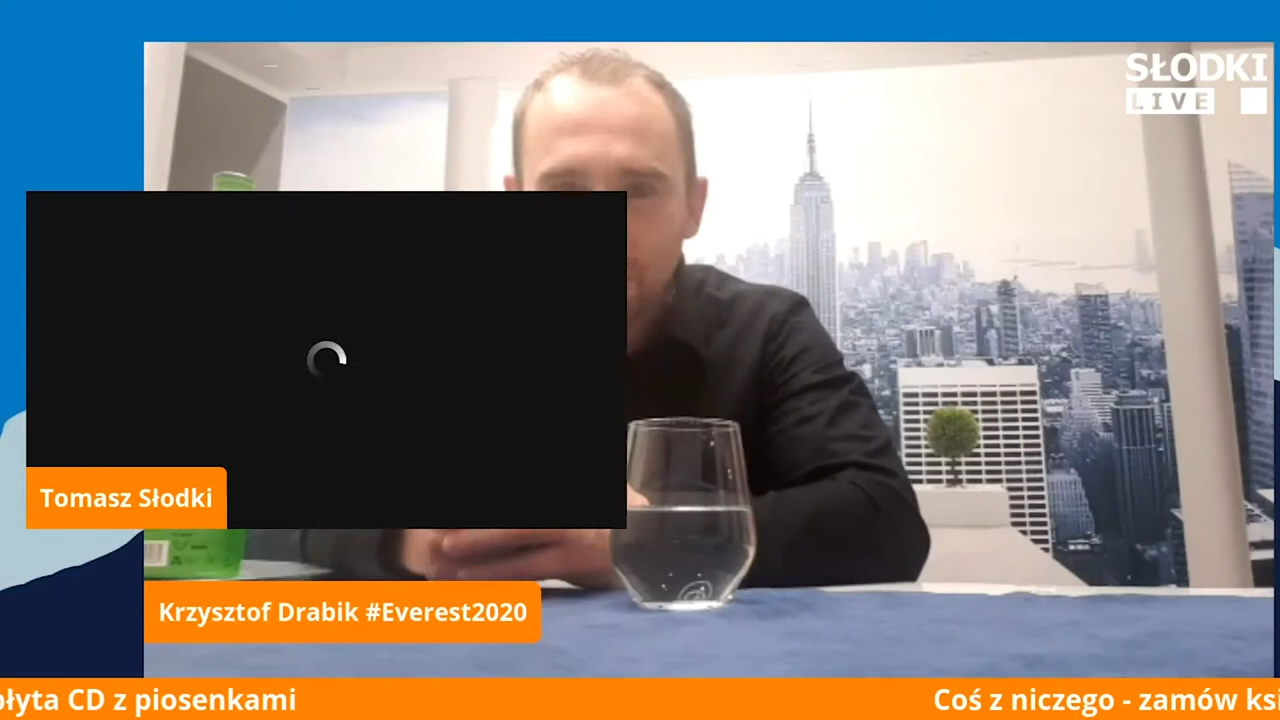 SŁODKI
LIVE
Tomasz Słodki
Krzysztof Drabik #Everest2020
płyta CD z piosenkami
Coś z niczego - zamów ksi